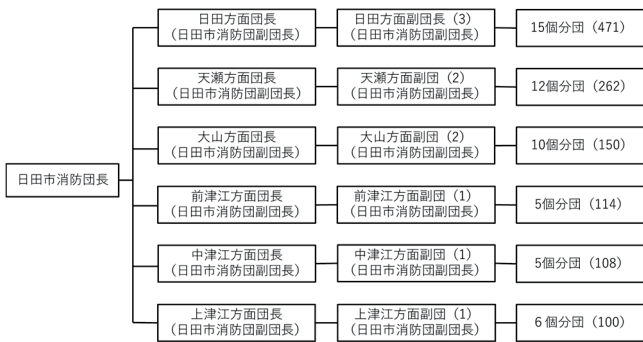 日田市消防団長
日田方面団長
（日田市消防団副団長）
日田方面副団長（3）
（日田市消防団副団長）
15個分団（471）
天瀬方面団長
（日田市消防団副団長）
天瀬方面副団（2）
（日田市消防団副団長）
12個分団（262）
大山方面団長
（日田市消防団副団長）
大山方面副団（2）
（日田市消防団副団長）
10個分団（150）
前津江方面団長
（日田市消防団副団長）
前津江方面副団（1）
（日田市消防団副団長）
5個分団（114）
中津江方面団長
（日田市消防団副団長）
中津江方面副団（1）
（日田市消防団副団長）
5個分団（108）
上津江方面団長
（日田市消防団副団長）
上津江方面副団（1）
（日田市消防団副団長）
６個分団（100）